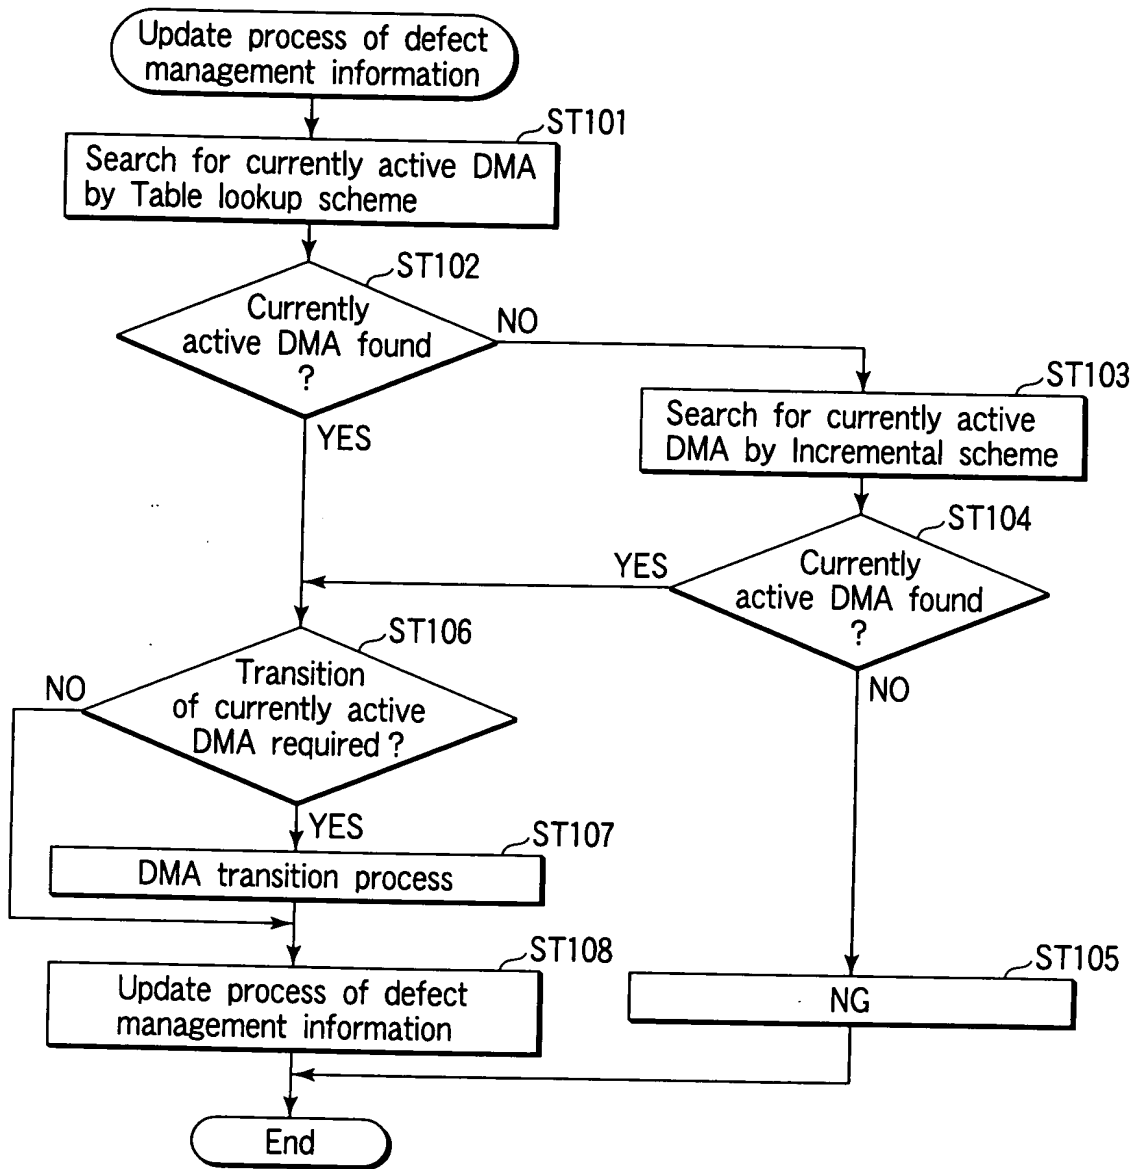 Update process of defect
management information
ST101
Search for currently active DMA
by Table lookup scheme
ST102
Currently
active DMA found
?
NO
YES
ST103
Search for currently active
DMA by Incremental scheme
ST104
Currently
active DMA found
?
YES
NO
ST106
Transition
of currently active
DMA required ?
NO
YES
ST107
DMA transition process
ST108
Update process of defect
management information
ST105
NG
End